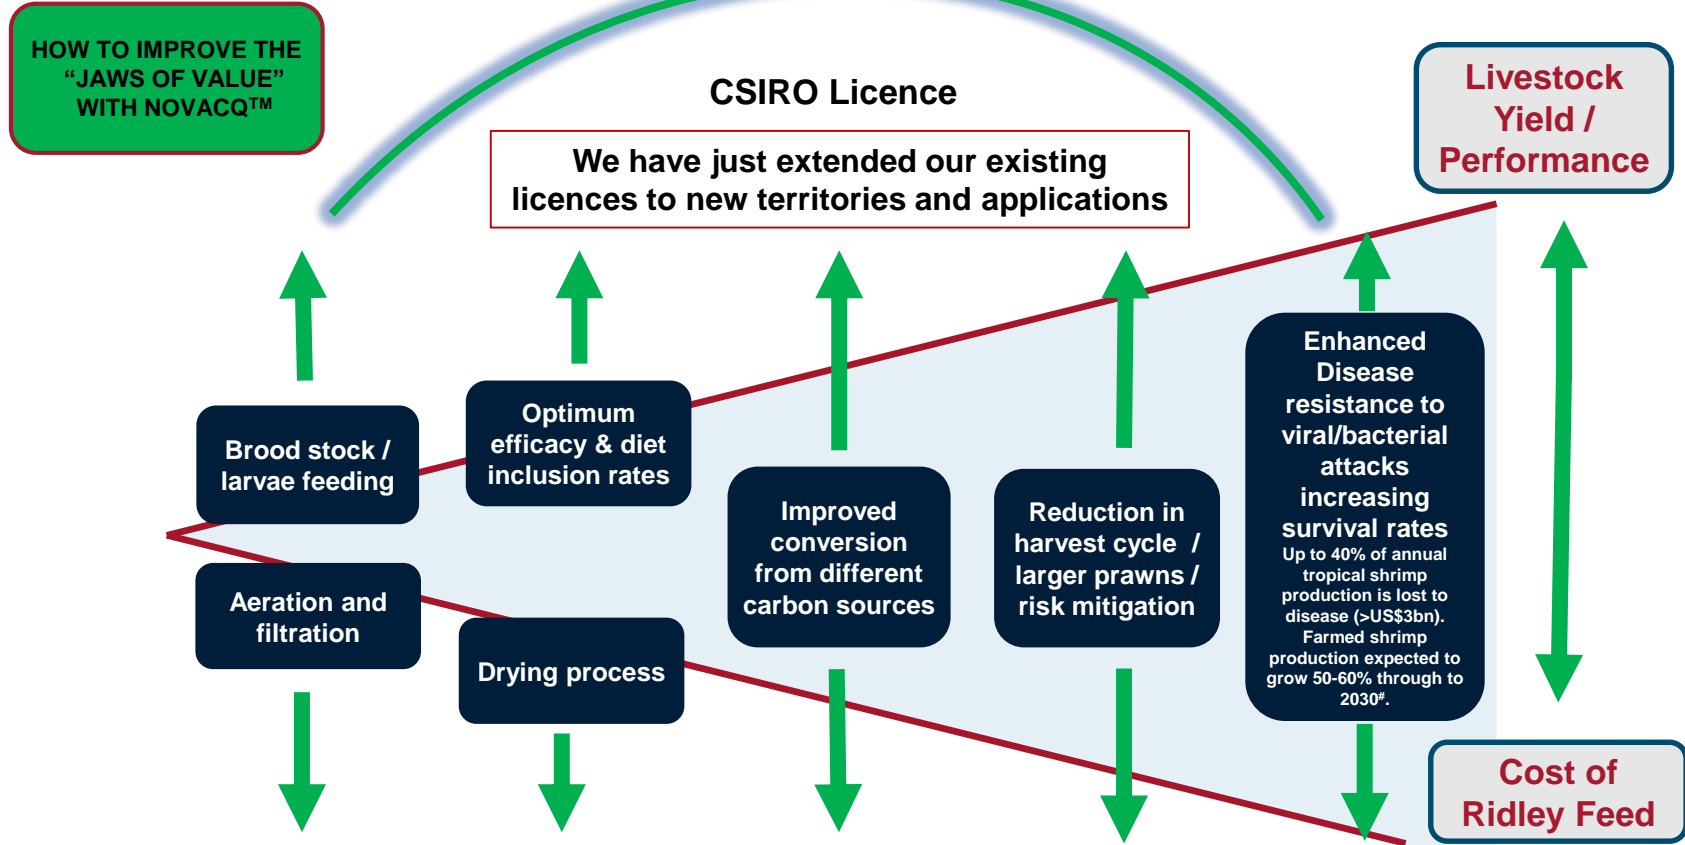 HOW TO IMPROVE THE
“JAWS OF VALUE”
WITH NOVACQTM
CSIRO Licence
We have just extended our existing
licences to new territories and applications
Livestock
Yield /
Performance
Brood stock /
larvae feeding
Optimum
efficacy & diet
inclusion rates
Improved
conversion
from different
carbon sources
Reduction in
harvest cycle /
larger prawns /
risk mitigation
Enhanced
Disease
resistance to
viral/bacterial
attacks
increasing
survival rates
Up to 40% of annual
tropical shrimp
production is lost to
disease (>US$3bn).
Farmed shrimp
production expected to
grow 50-60% through to
2030#.
Aeration and
filtration
Drying process
Cost of
Ridley Feed